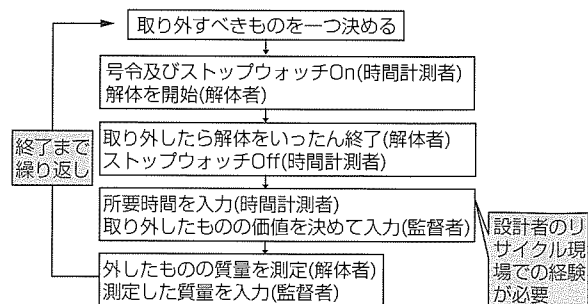 取り外すべきものを一つ決める
号令及びストップウォッチOn(時間計測者)
解体を開始(解体者)
取り外したら解体をいったん終了(解体者)
ストップウォッチOff(時間計測者)
終了まで
繰り返し
所要時間を入力(時間計測者)
取り外したものの価値を決めて入力(監督者)
設計者のリ
サイクル現
場での経験
が必要
外したものの質量を測定(解体者)
測定した質量を入力(監督者)